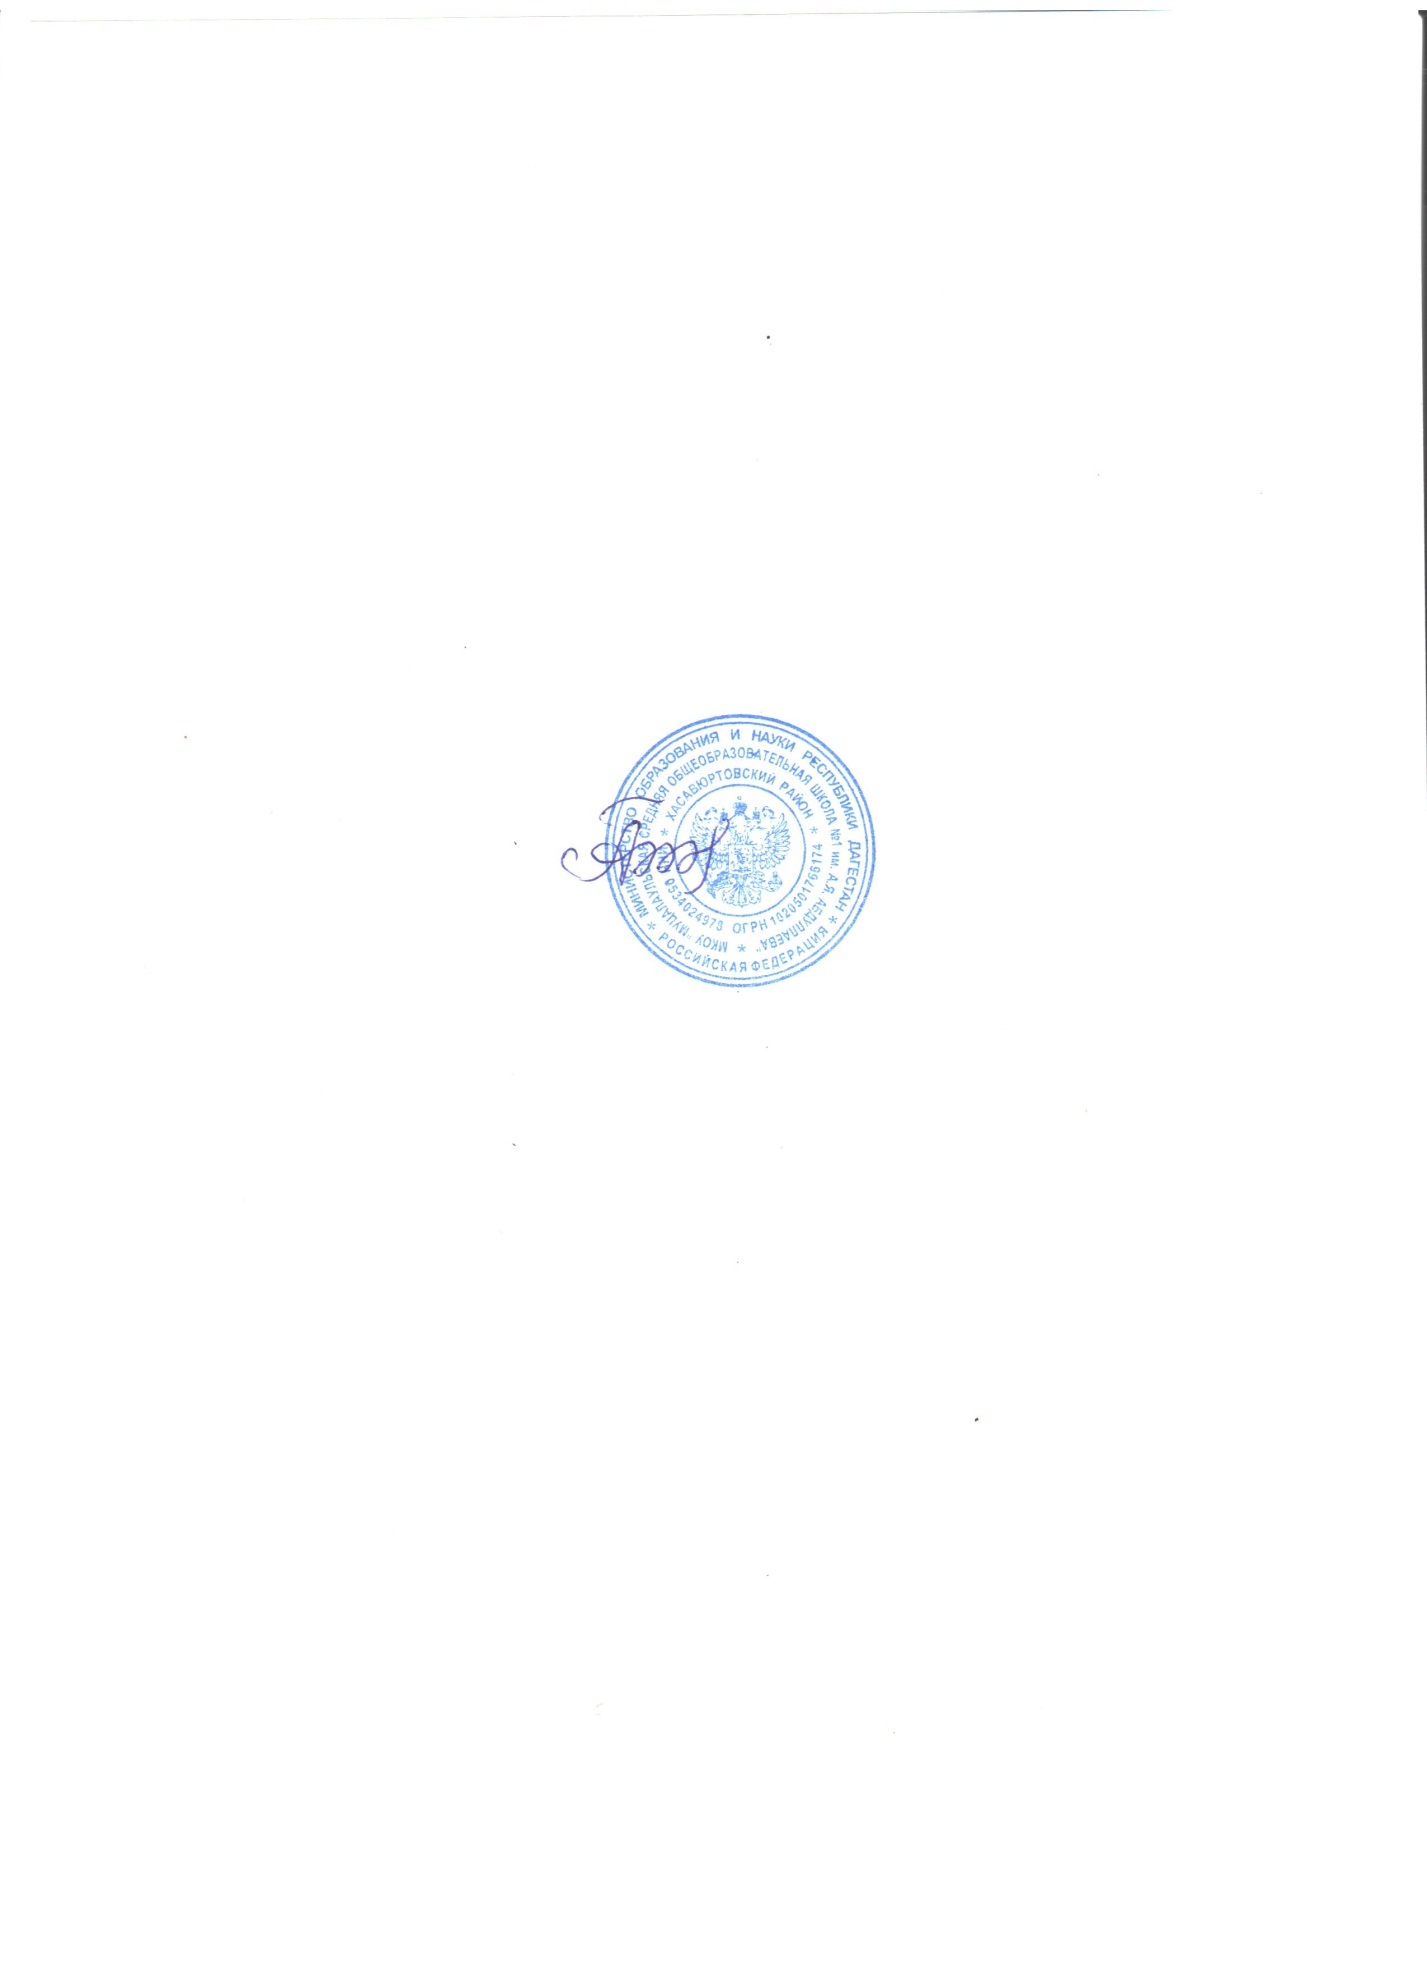 * МИНИСТЕРСТВО ОБРАЗОВАНИЯ И НАУКИ РЕСПУБЛИКИ ДАГЕСТАН *
РОССИЙСКАЯ ФЕДЕРАЦИЯ
* МКОУ "МУЦАЛАУЛЬСКАЯ СРЕДНЯЯ ОБЩЕОБРАЗОВАТЕЛЬНАЯ ШКОЛА №1 им. А.Я. АБДУЛЛАЕВА"
* ХАСАВЮРТОВСКИЙ РАЙОН *
ИНН 0534024973 ОГРН 1020501766174